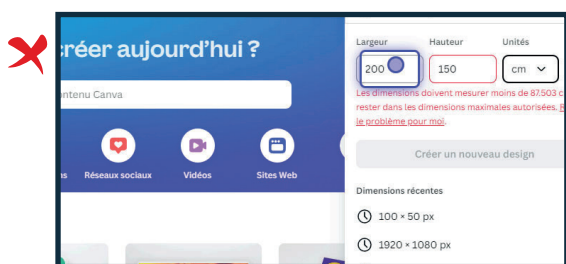 créer aujourd'hui ?
contenu Canva
Réseaux sociaux
Vidéos
Sites Web
Largeur
Hauteur
Unités
200
150
cm
Les dimensions doivent mesurer moins de 87.503 c
rester dans les dimensions maximales autorisées. R
le problème pour moi.
Créer un nouveau design
Dimensions récentes
100 × 50 px
1920 × 1080 px